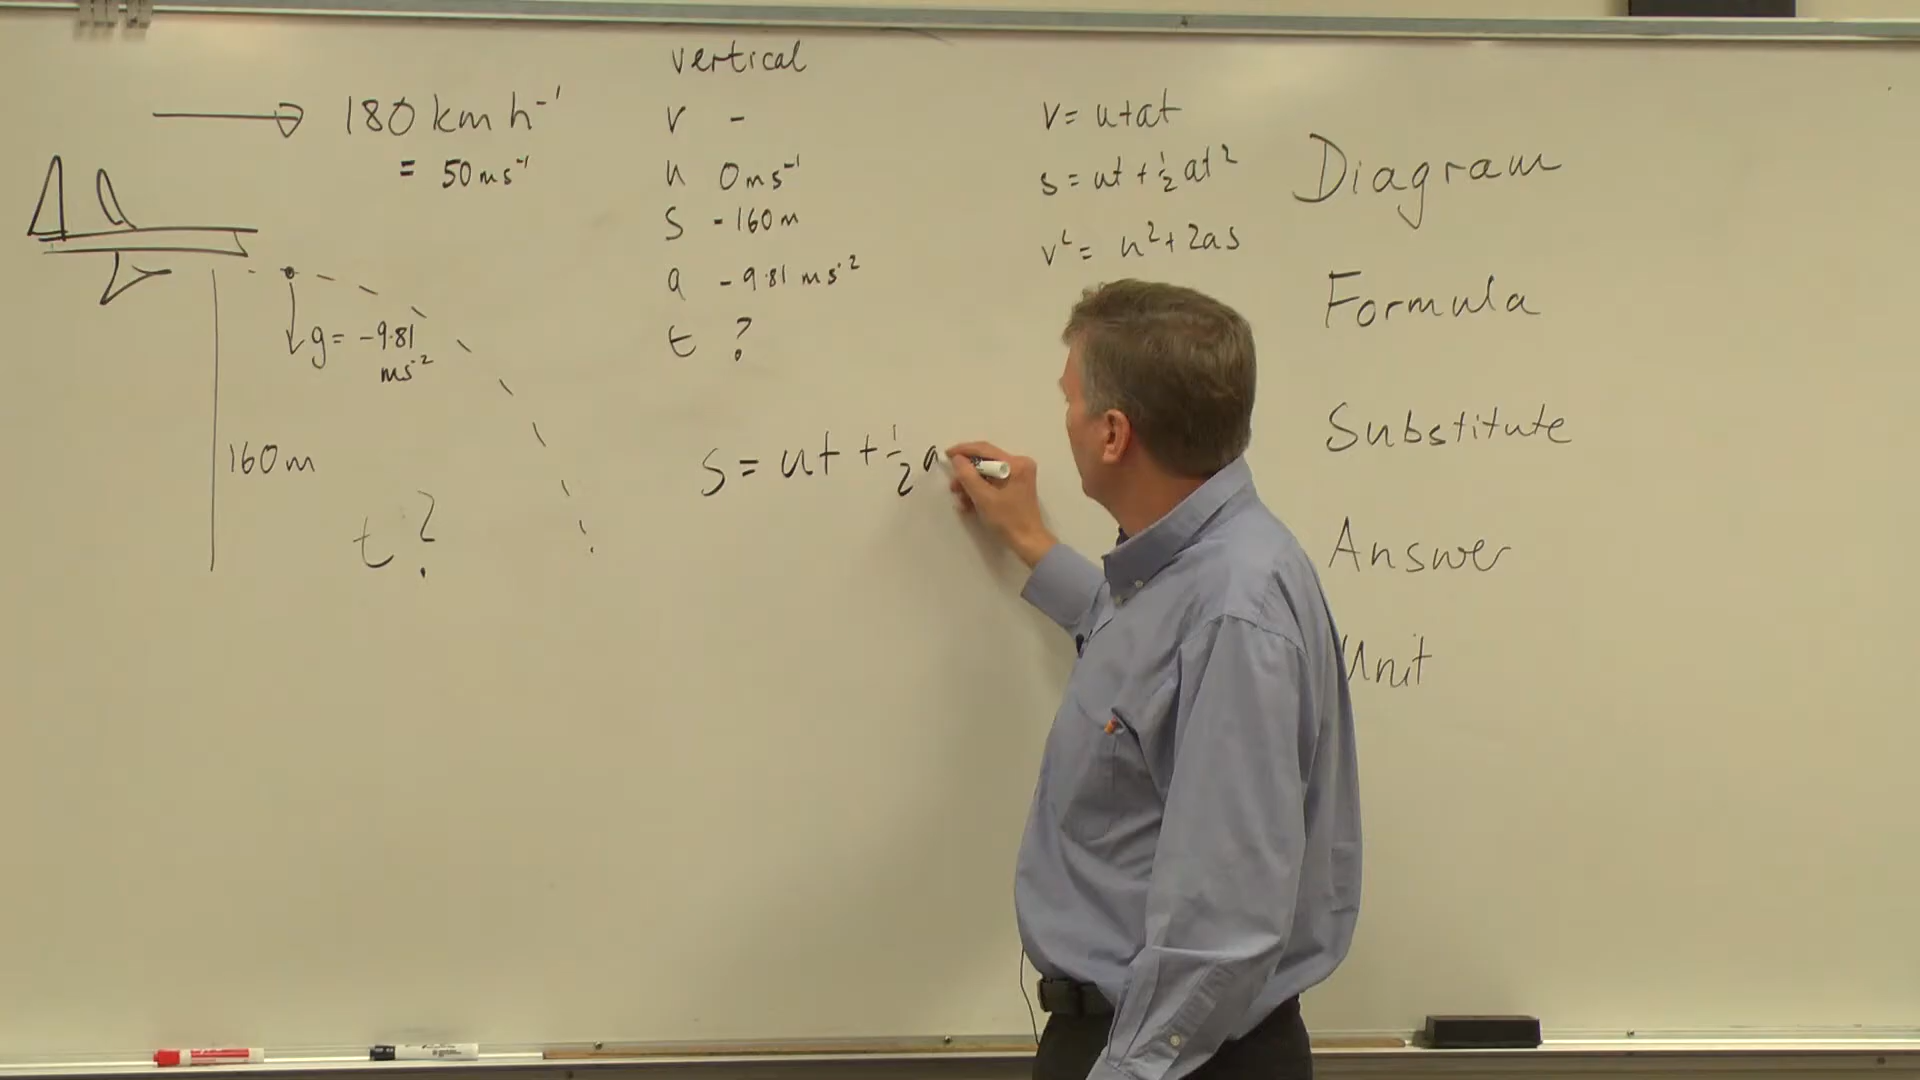 180 km h⁻¹
= 50 ms⁻¹
g = -9.81
ms⁻²
160 m
t ?
vertical
v -
u 0 ms⁻¹
s -160 m
a -9.81 ms⁻²
t ?
s = ut + ½ a
v = u+at
s = ut + ½ at²
v² = u² + 2as
Diagram
Formula
Substitute
Answer
Unit